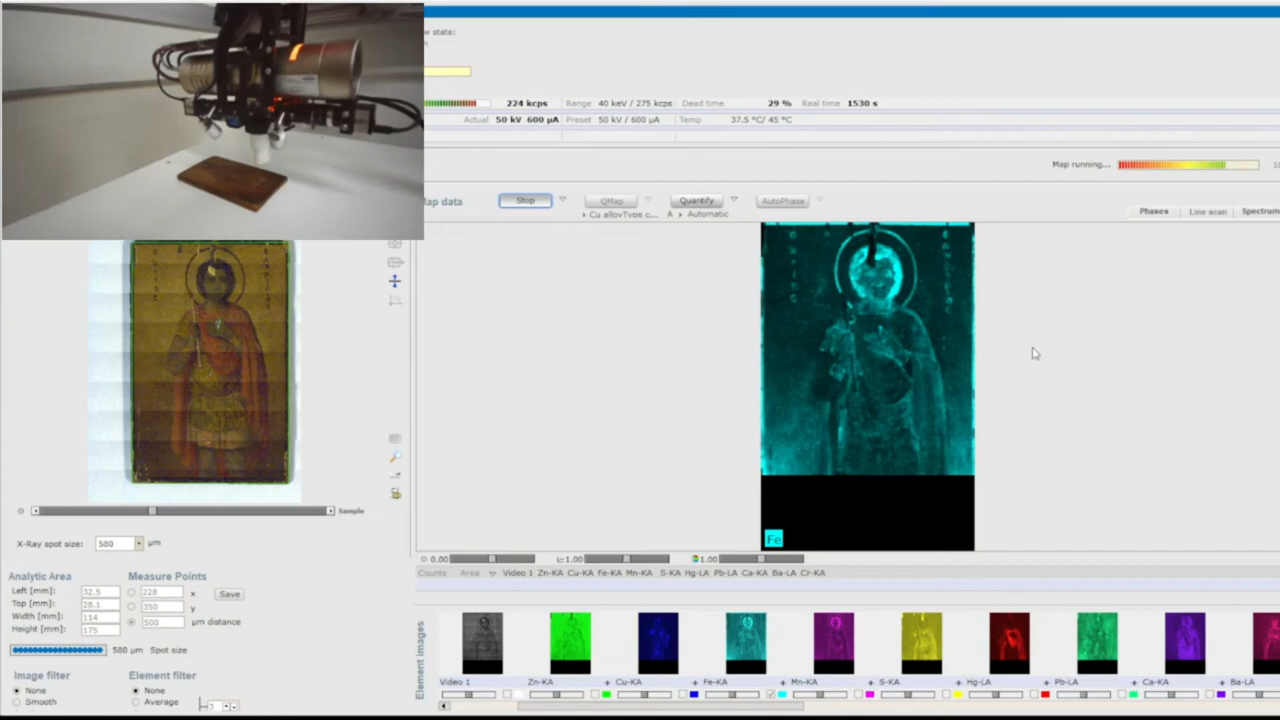 w state:
224 kcps Range 40 keV / 275 kcps Dead time 29 % Real time 1530 s
Actual 50 kV 600 µA Preset 50 kV / 600 µA Temp 37.5 °C/ 45 °C
Map running...
Map data Stop QMap Quantify AutoPhase
Cu alloyType c... A Automatic
Phases Line scan Spectrum
Fe
Sample
X-Ray spot size: 580 µm
Analytic Area Measure Points
Left [mm]: 32.5 228 x Save
Top [mm]: 28.1 350 y
Width [mm]: 114 500 µm distance
Height [mm]: 175
580 µm Spot size
Image filter Element filter
None None
Smooth Average 3
0.00 1.00 1.00
Counts Area Video 1 Zn-KA Cu-KA Fe-KA Mn-KA S-KA Hg-LA Pb-LA Ca-KA Ba-LA Cr-KA
Element images
Video 1 Zn-KA + Cu-KA + Fe-KA + Mn-KA + S-KA + Hg-LA + Pb-LA + Ca-KA + Ba-LA